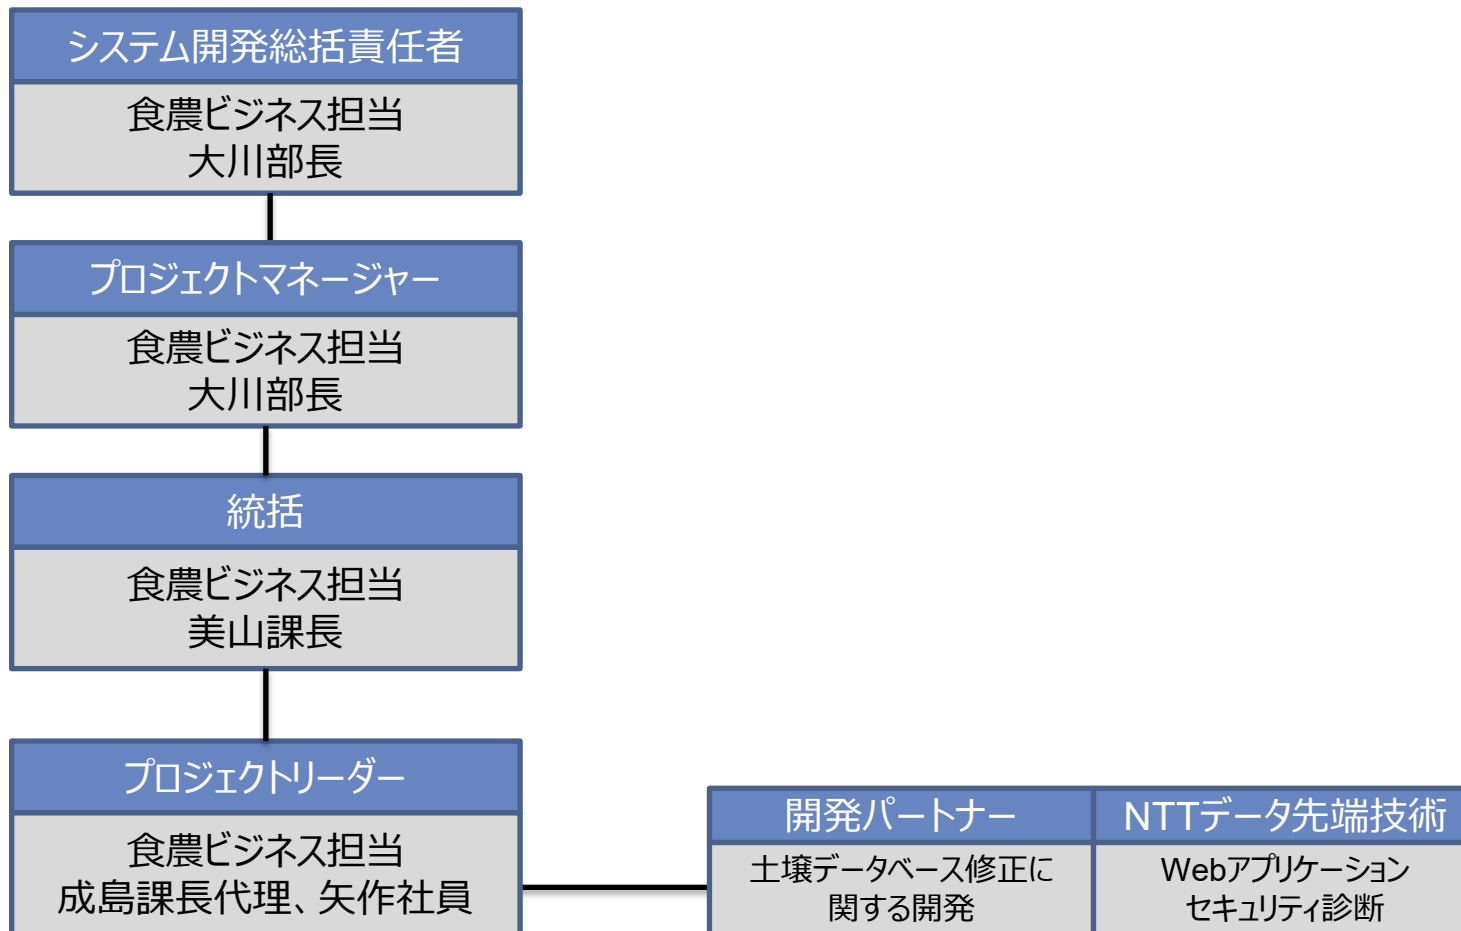 システム開発総括責任者
食農ビジネス担当
大川部長
プロジェクトマネージャー
食農ビジネス担当
大川部長
統括
食農ビジネス担当
美山課長
プロジェクトリーダー
食農ビジネス担当
成島課長代理、矢作社員
開発パートナー
土壌データベース修正に
関する開発
NTTデータ先端技術
Webアプリケーション
セキュリティ診断